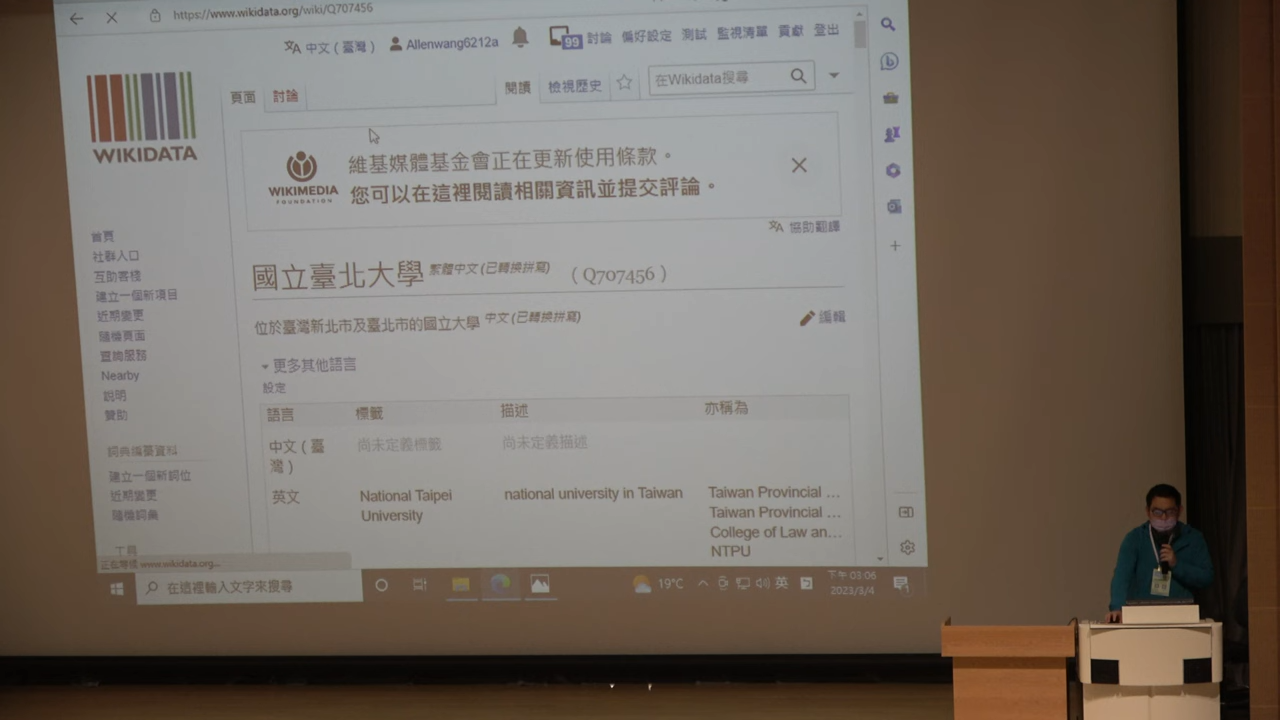 https://www.wikidata.org/wiki/Q707456
中文(臺灣) Allenwang6212a 99 討論 偏好設定 測試 監視清單 貢獻 登出
頁面 討論 閱讀 檢視歷史 在Wikidata搜尋
WIKIDATA
維基媒體基金會正在更新使用條款。
您可以在這裡閱讀相關資訊並提交評論。
WIKIMEDIA
FOUNDATION
協助翻譯
首頁
社群入口
互助客棧
建立一個新項目
近期變更
隨機頁面
查詢服務
Nearby
說明
贊助
詞典編纂資料
建立一個新詞位
近期變更
隨機詞彙
工具
國立臺北大學 繁體中文 (已轉換拼寫) (Q707456)
位於臺灣新北市及臺北市的國立大學 中文 (已轉換拼寫) 編輯
更多其他語言
設定
語言 標籤 描述 亦稱為
中文(臺灣) 尚未定義標籤 尚未定義描述
英文 National Taipei University national university in Taiwan Taiwan Provincial ...
Taiwan Provincial ...
College of Law an...
NTPU
正在等候 www.wikidata.org...
在這裡輸入文字來搜尋 19°C 英 下午 03:06
2023/3/4